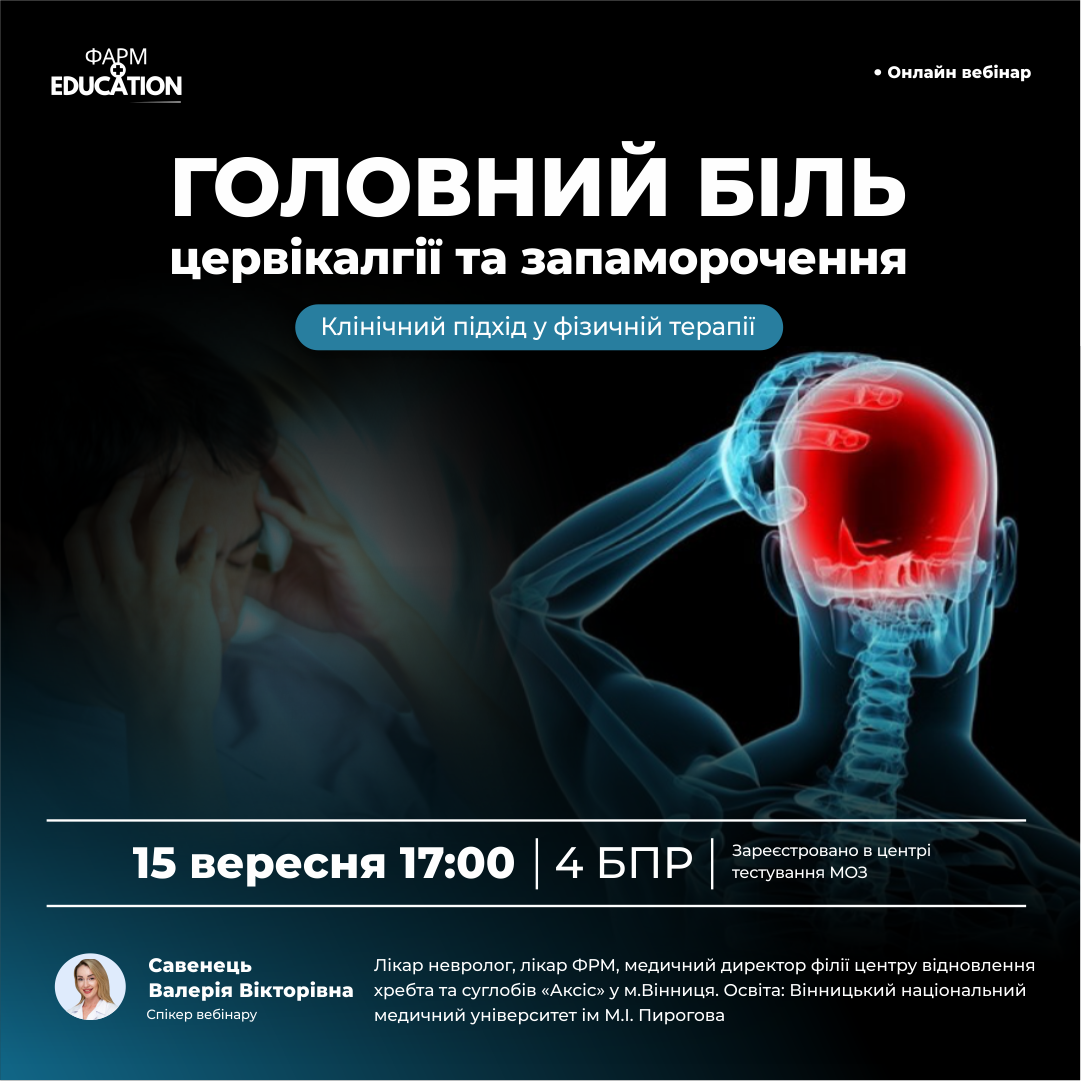 ФАРМ
EDUCATION
• Онлайн вебінар
ГОЛОВНИЙ БІЛЬ
цервікалгії та запаморочення
Клінічний підхід у фізичній терапії
15 вересня 17:00
4 БПР
Зареєстровано в центрі
тестування МОЗ
Савенець
Валерія Вікторівна
Спікер вебінару
Лікар невролог, лікар ФРМ, медичний директор філії центру відновлення
хребта та суглобів «Аксіс» у м.Вінниця. Освіта: Вінницький національний
медичний університет ім М.І. Пирогова